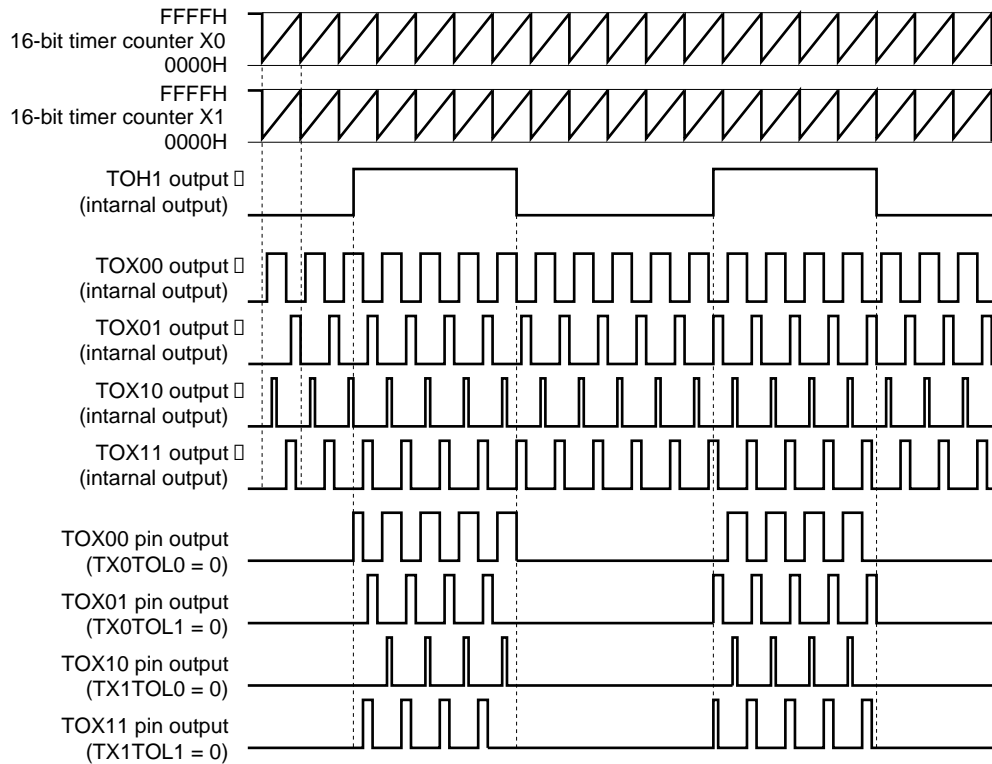 FFFFH
16-bit timer counter X0
0000H
FFFFH
16-bit timer counter X1
0000H
TOH1 output ▯
(intarnal output)
TOX00 output ▯
(intarnal output)
TOX01 output ▯
(intarnal output)
TOX10 output ▯
(intarnal output)
TOX11 output ▯
(intarnal output)
TOX00 pin output
(TX0TOL0 = 0)
TOX01 pin output
(TX0TOL1 = 0)
TOX10 pin output
(TX1TOL0 = 0)
TOX11 pin output
(TX1TOL1 = 0)